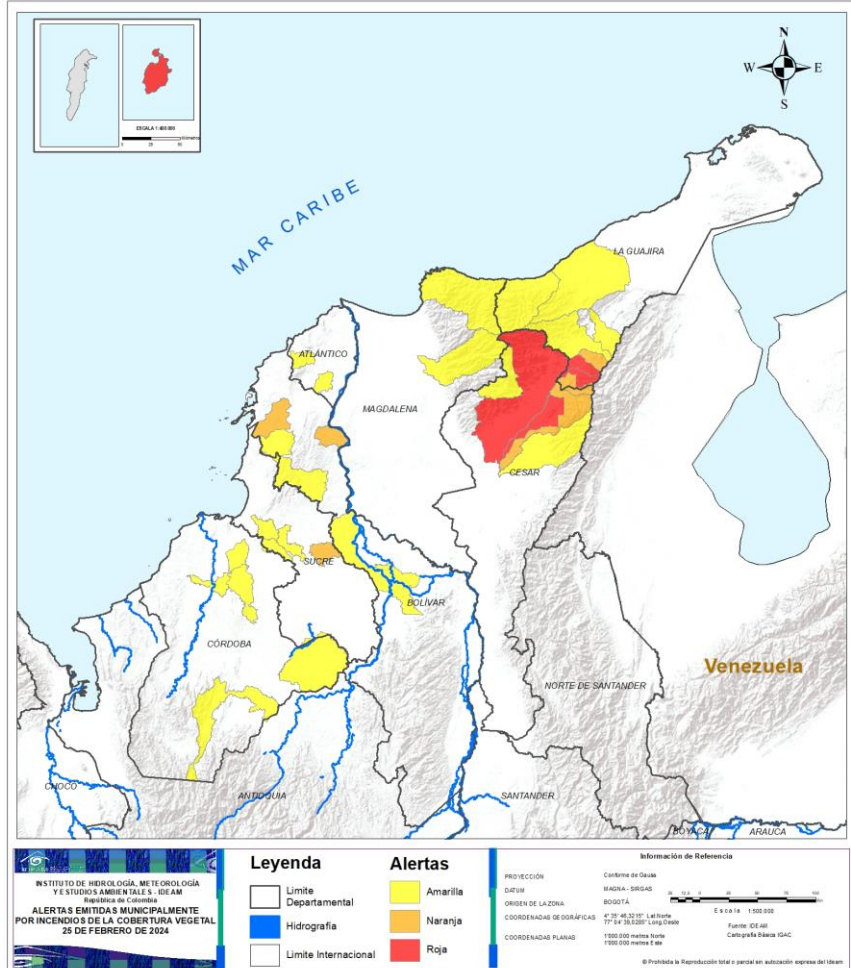 ESCALA 1:400.000
N
W E
S
MAR CARIBE
LA GUAJIRA
ATLÁNTICO
MAGDALENA
CESAR
SUCRE
BOLÍVAR
CÓRDOBA
Venezuela
NORTE DE SANTANDER
CHOCO
ANTIOQUIA
SANTANDER
BOYACA
ARAUCA
INSTITUTO DE HIDROLOGÍA, METEOROLOGÍA
Y ESTUDIOS AMBIENTALES - IDEAM
República de Colombia
ALERTAS EMITIDAS MUNICIPALMENTE
POR INCENDIOS DE LA COBERTURA VEGETAL
25 DE FEBRERO DE 2024
Leyenda
Limite
Departamental
Hidrografía
Limite Internacional
Alertas
Amarilla
Naranja
Roja
Información de Referencia
PROYECCIÓN Conforme de Gauss
DATUM MAGNA - SIRGAS
ORIGEN DE LA ZONA BOGOTÁ
COORDENADAS GEOGRÁFICAS
COORDENADAS PLANAS 1'000.000 metros Norte
1'000.000 metros Este
Escala 1:500.000
Fuente: IDEAM
Cartografía Básica IGAC
© Prohibida la Reproducción total o parcial sin autorización expresa del Ideam